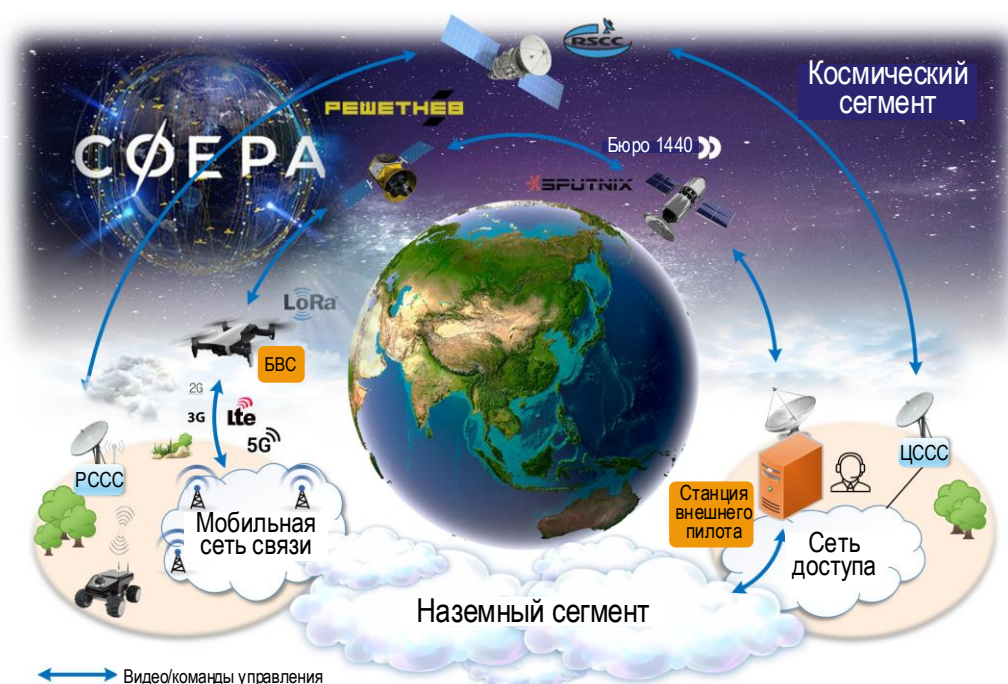 RSCC
Космический
сегмент
РЕШЕТНЕВ
СФЕРА
Бюро 1440
SPUTNIX
LoRa
БВС
2G
3G
lte
5G
РССС
ЦССС
Мобильная
сеть связи
Станция
внешнего
пилота
Сеть
доступа
Наземный сегмент
Видео/команды управления